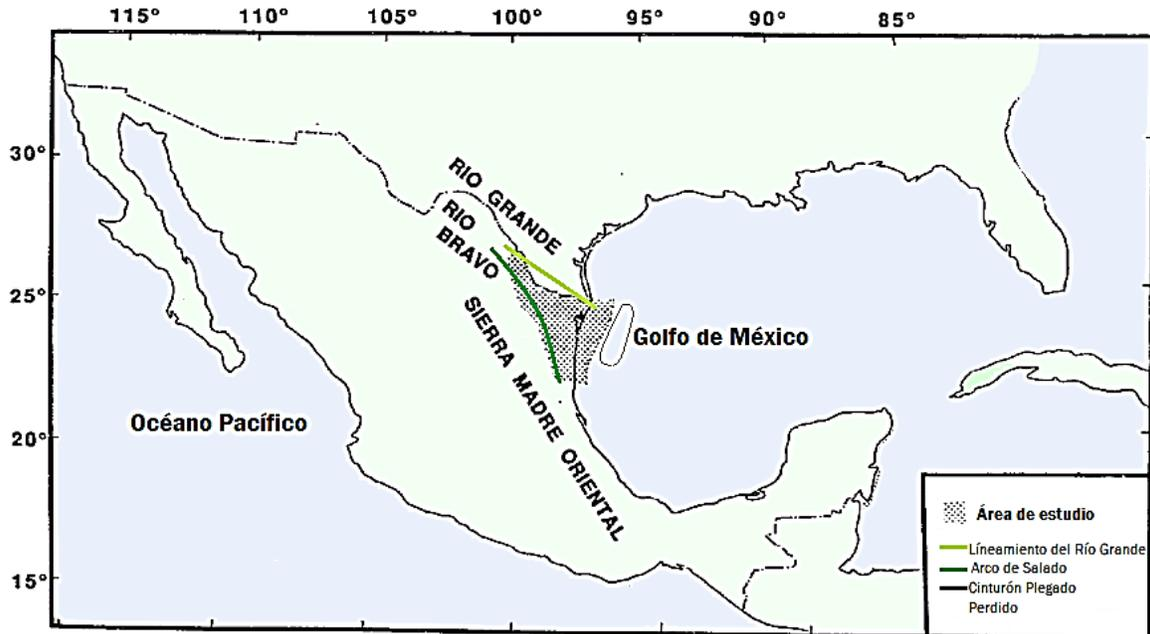 115° 110° 105° 100° 95° 90° 85°
30°
25°
20°
15°
RIO GRANDE
RIO
BRAVO
SIERRA MADRE ORIENTAL
Golfo de México
Océano Pacífico
Área de estudio
Líneamiento del Río Grande
Arco de Salado
Cinturón Plegado
Perdido